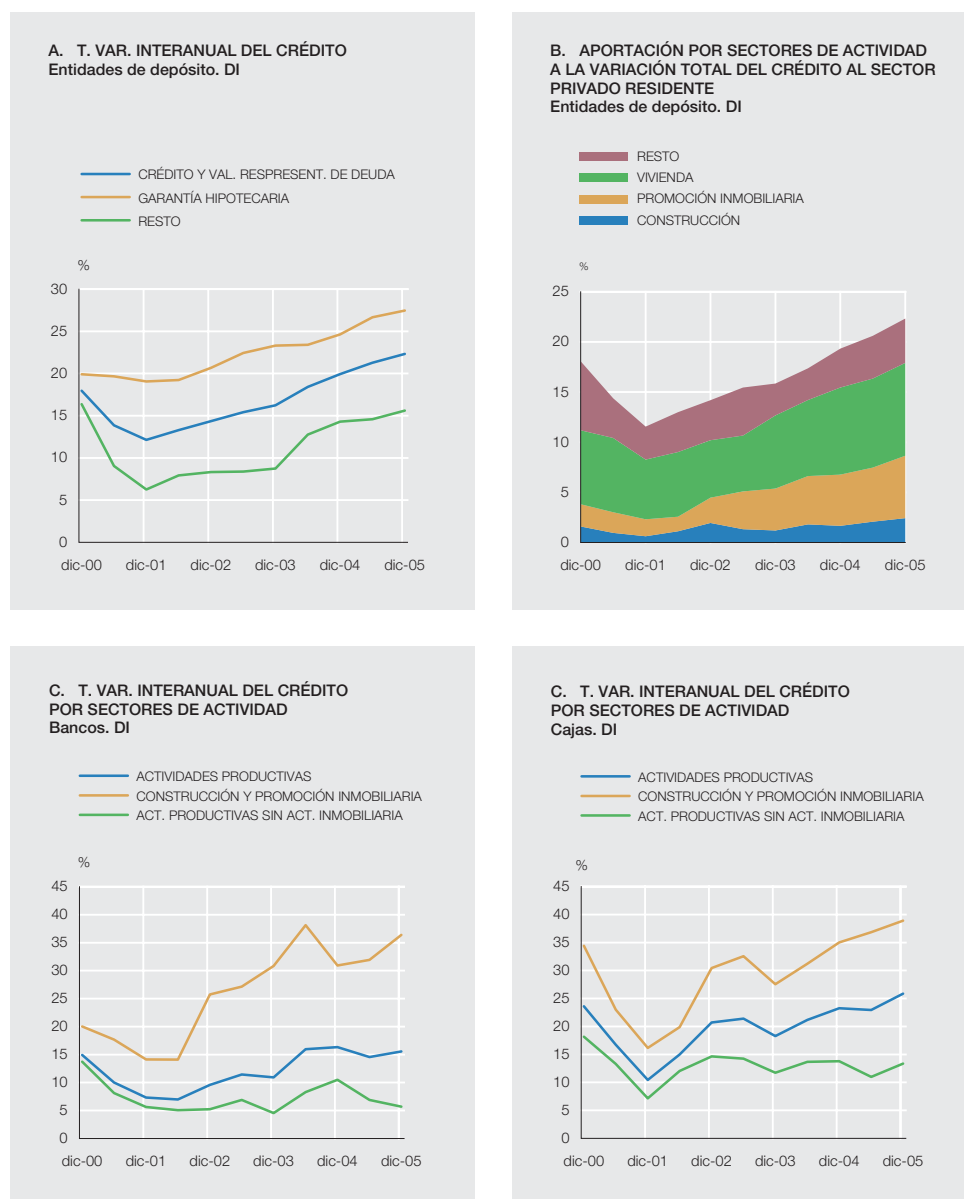 A. T. VAR. INTERANUAL DEL CRÉDITO
Entidades de depósito. DI
CRÉDITO Y VAL. RESPRESENT. DE DEUDA
GARANTÍA HIPOTECARIA
RESTO
%
30
25
20
15
10
5
0
dic-00 dic-01 dic-02 dic-03 dic-04 dic-05
B. APORTACIÓN POR SECTORES DE ACTIVIDAD
A LA VARIACIÓN TOTAL DEL CRÉDITO AL SECTOR
PRIVADO RESIDENTE
Entidades de depósito. DI
RESTO
VIVIENDA
PROMOCIÓN INMOBILIARIA
CONSTRUCCIÓN
%
25
20
15
10
5
0
dic-00 dic-01 dic-02 dic-03 dic-04 dic-05
C. T. VAR. INTERANUAL DEL CRÉDITO
POR SECTORES DE ACTIVIDAD
Bancos. DI
ACTIVIDADES PRODUCTIVAS
CONSTRUCCIÓN Y PROMOCIÓN INMOBILIARIA
ACT. PRODUCTIVAS SIN ACT. INMOBILIARIA
%
45
40
35
30
25
20
15
10
5
0
dic-00 dic-01 dic-02 dic-03 dic-04 dic-05
C. T. VAR. INTERANUAL DEL CRÉDITO
POR SECTORES DE ACTIVIDAD
Cajas. DI
ACTIVIDADES PRODUCTIVAS
CONSTRUCCIÓN Y PROMOCIÓN INMOBILIARIA
ACT. PRODUCTIVAS SIN ACT. INMOBILIARIA
%
45
40
35
30
25
20
15
10
5
0
dic-00 dic-01 dic-02 dic-03 dic-04 dic-05